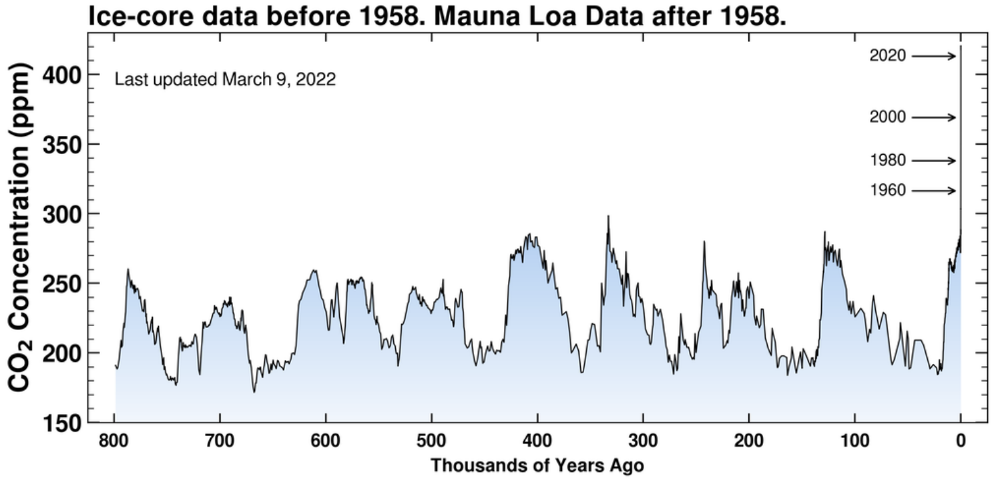 Ice-core data before 1958. Mauna Loa Data after 1958.
Last updated March 9, 2022
CO2 Concentration (ppm)
400
350
300
250
200
150
2020
2000
1980
1960
800 700 600 500 400 300 200 100 0
Thousands of Years Ago